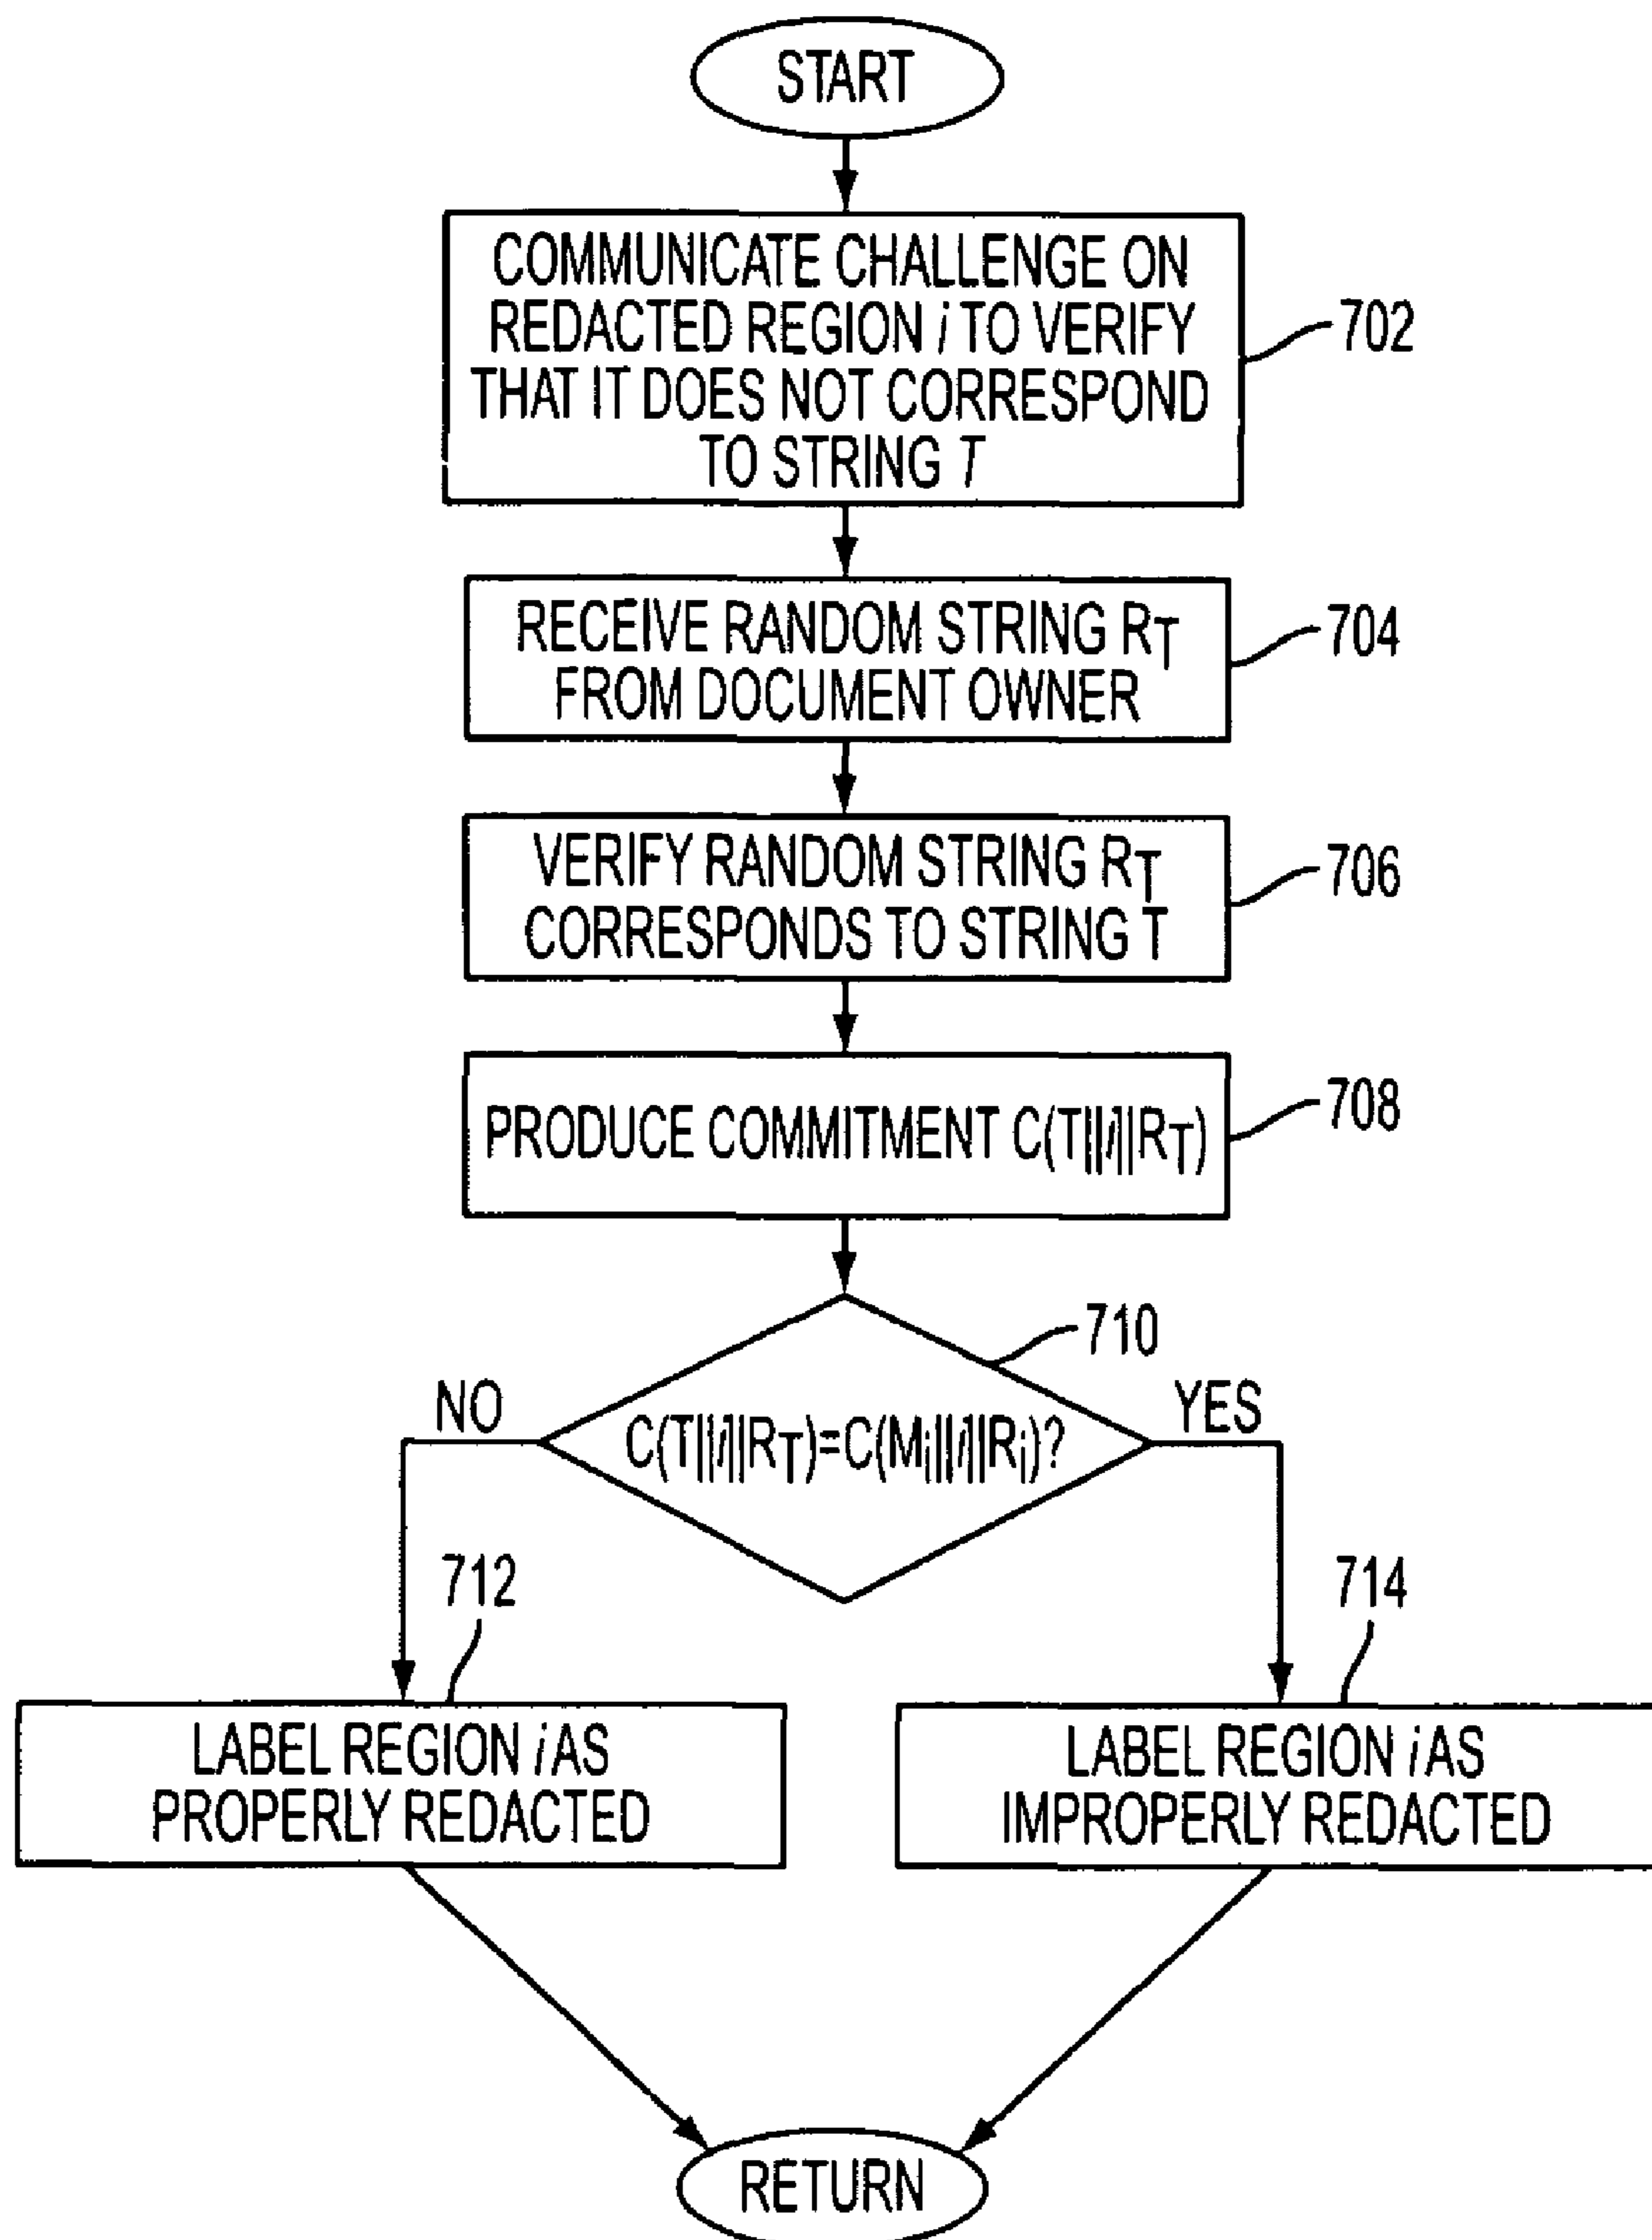 START
COMMUNICATE CHALLENGE ON
REDACTED REGION i TO VERIFY
THAT IT DOES NOT CORRESPOND
TO STRING T
702
RECEIVE RANDOM STRING RT
FROM DOCUMENT OWNER
704
VERIFY RANDOM STRING RT
CORRESPONDS TO STRING T
706
PRODUCE COMMITMENT C(T||i||RT)
708
710
NO
YES
C(T||i||RT)=C(Mi||i||Ri)?
712
714
LABEL REGION i AS
PROPERLY REDACTED
LABEL REGION i AS
IMPROPERLY REDACTED
RETURN